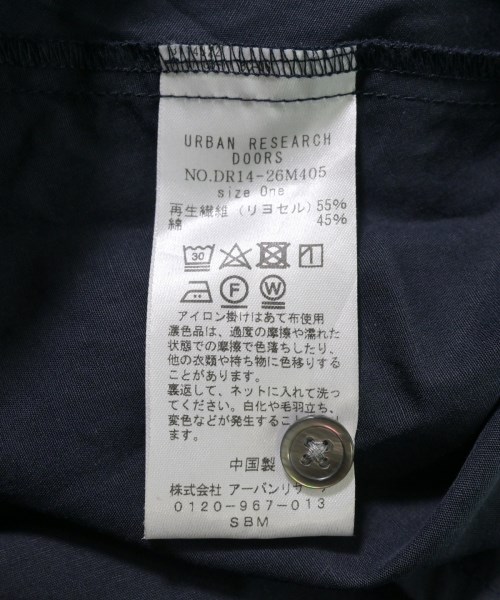 URBAN RESEARCH
DOORS
NO.DR14-26M405
size One
再生繊維 (リヨセル) 55%
綿 45%
30
F W
アイロン掛けはあて布使用
濃色品は、過度の摩擦や濡れた
状態での摩擦で色落ちしたり、
他の衣類や持ち物に色移りする
ことがあります。
裏返して、ネットに入れて洗っ
てください。白化や毛羽立ち、
変色などが発生すること
ます。
中国製
株式会社 アーバンリサーチ
0120-967-013
SBM